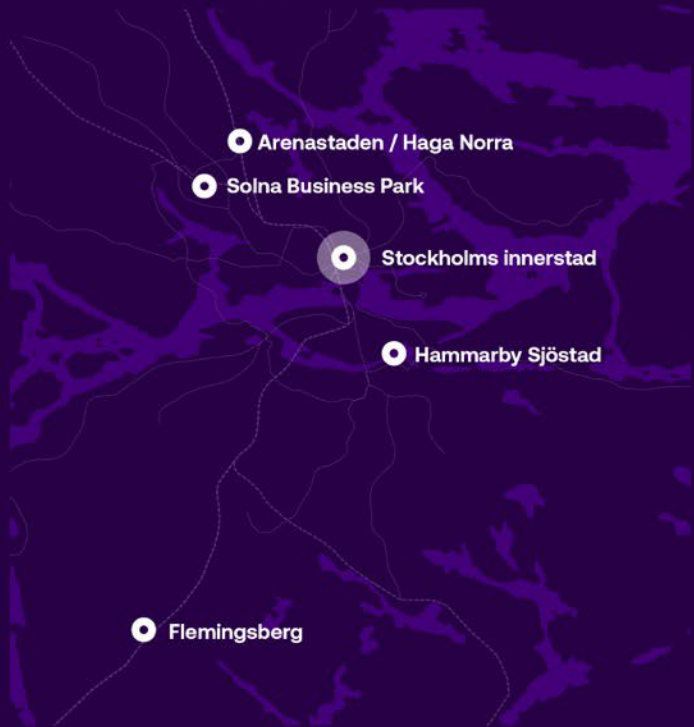 Arenastaden / Haga Norra
Solna Business Park
Stockholms innerstad
Hammarby Sjöstad
Flemingsberg